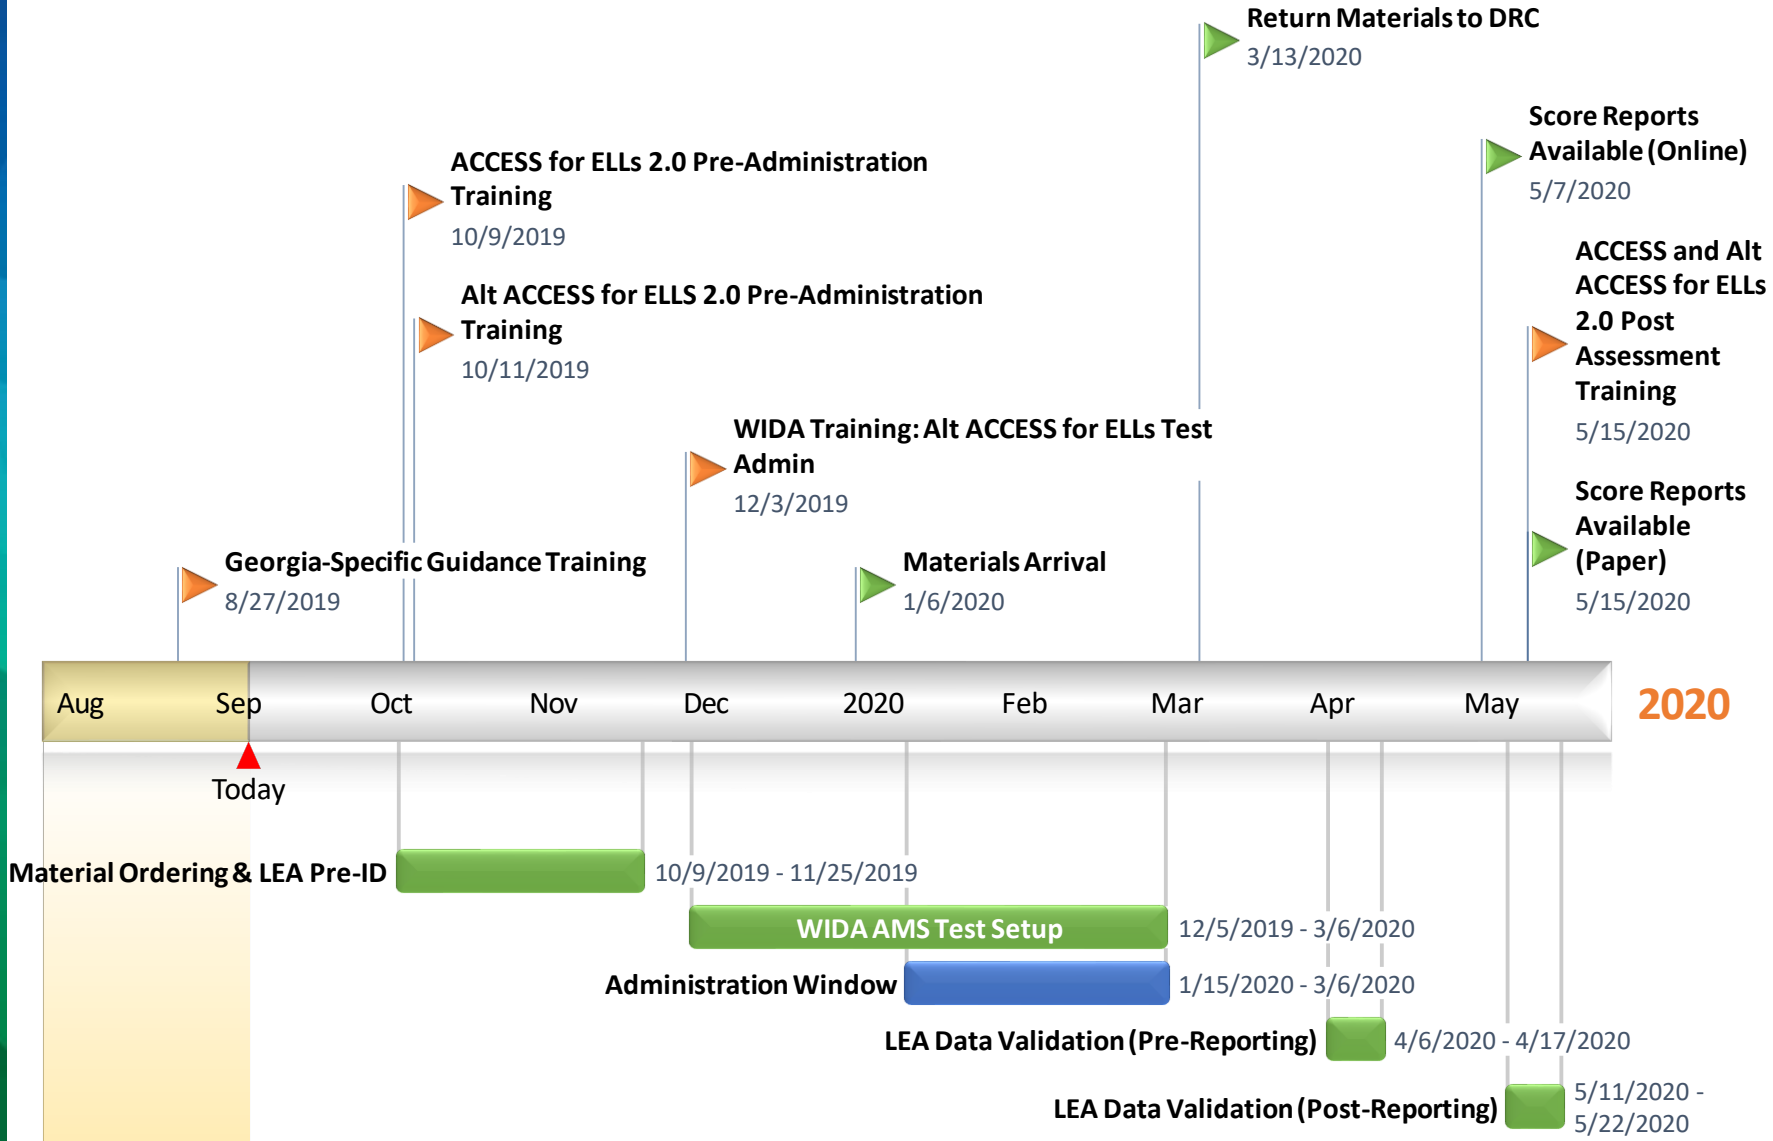 Return Materials to DRC
3/13/2020
Score Reports
Available (Online)
5/7/2020
ACCESS for ELLs 2.0 Pre-Administration
Training
10/9/2019
ACCESS and Alt
ACCESS for ELLs
2.0 Post
Assessment
Training
5/15/2020
Alt ACCESS for ELLS 2.0 Pre-Administration
Training
10/11/2019
WIDA Training: Alt ACCESS for ELLs Test
Admin
12/3/2019
Score Reports
Available
(Paper)
5/15/2020
Georgia-Specific Guidance Training
8/27/2019
Materials Arrival
1/6/2020
Aug Sep Oct Nov Dec 2020 Feb Mar Apr May 2020
Today
Material Ordering & LEA Pre-ID 10/9/2019 - 11/25/2019
WIDA AMS Test Setup 12/5/2019 - 3/6/2020
Administration Window 1/15/2020 - 3/6/2020
LEA Data Validation (Pre-Reporting) 4/6/2020 - 4/17/2020
LEA Data Validation (Post-Reporting) 5/11/2020 -
5/22/2020